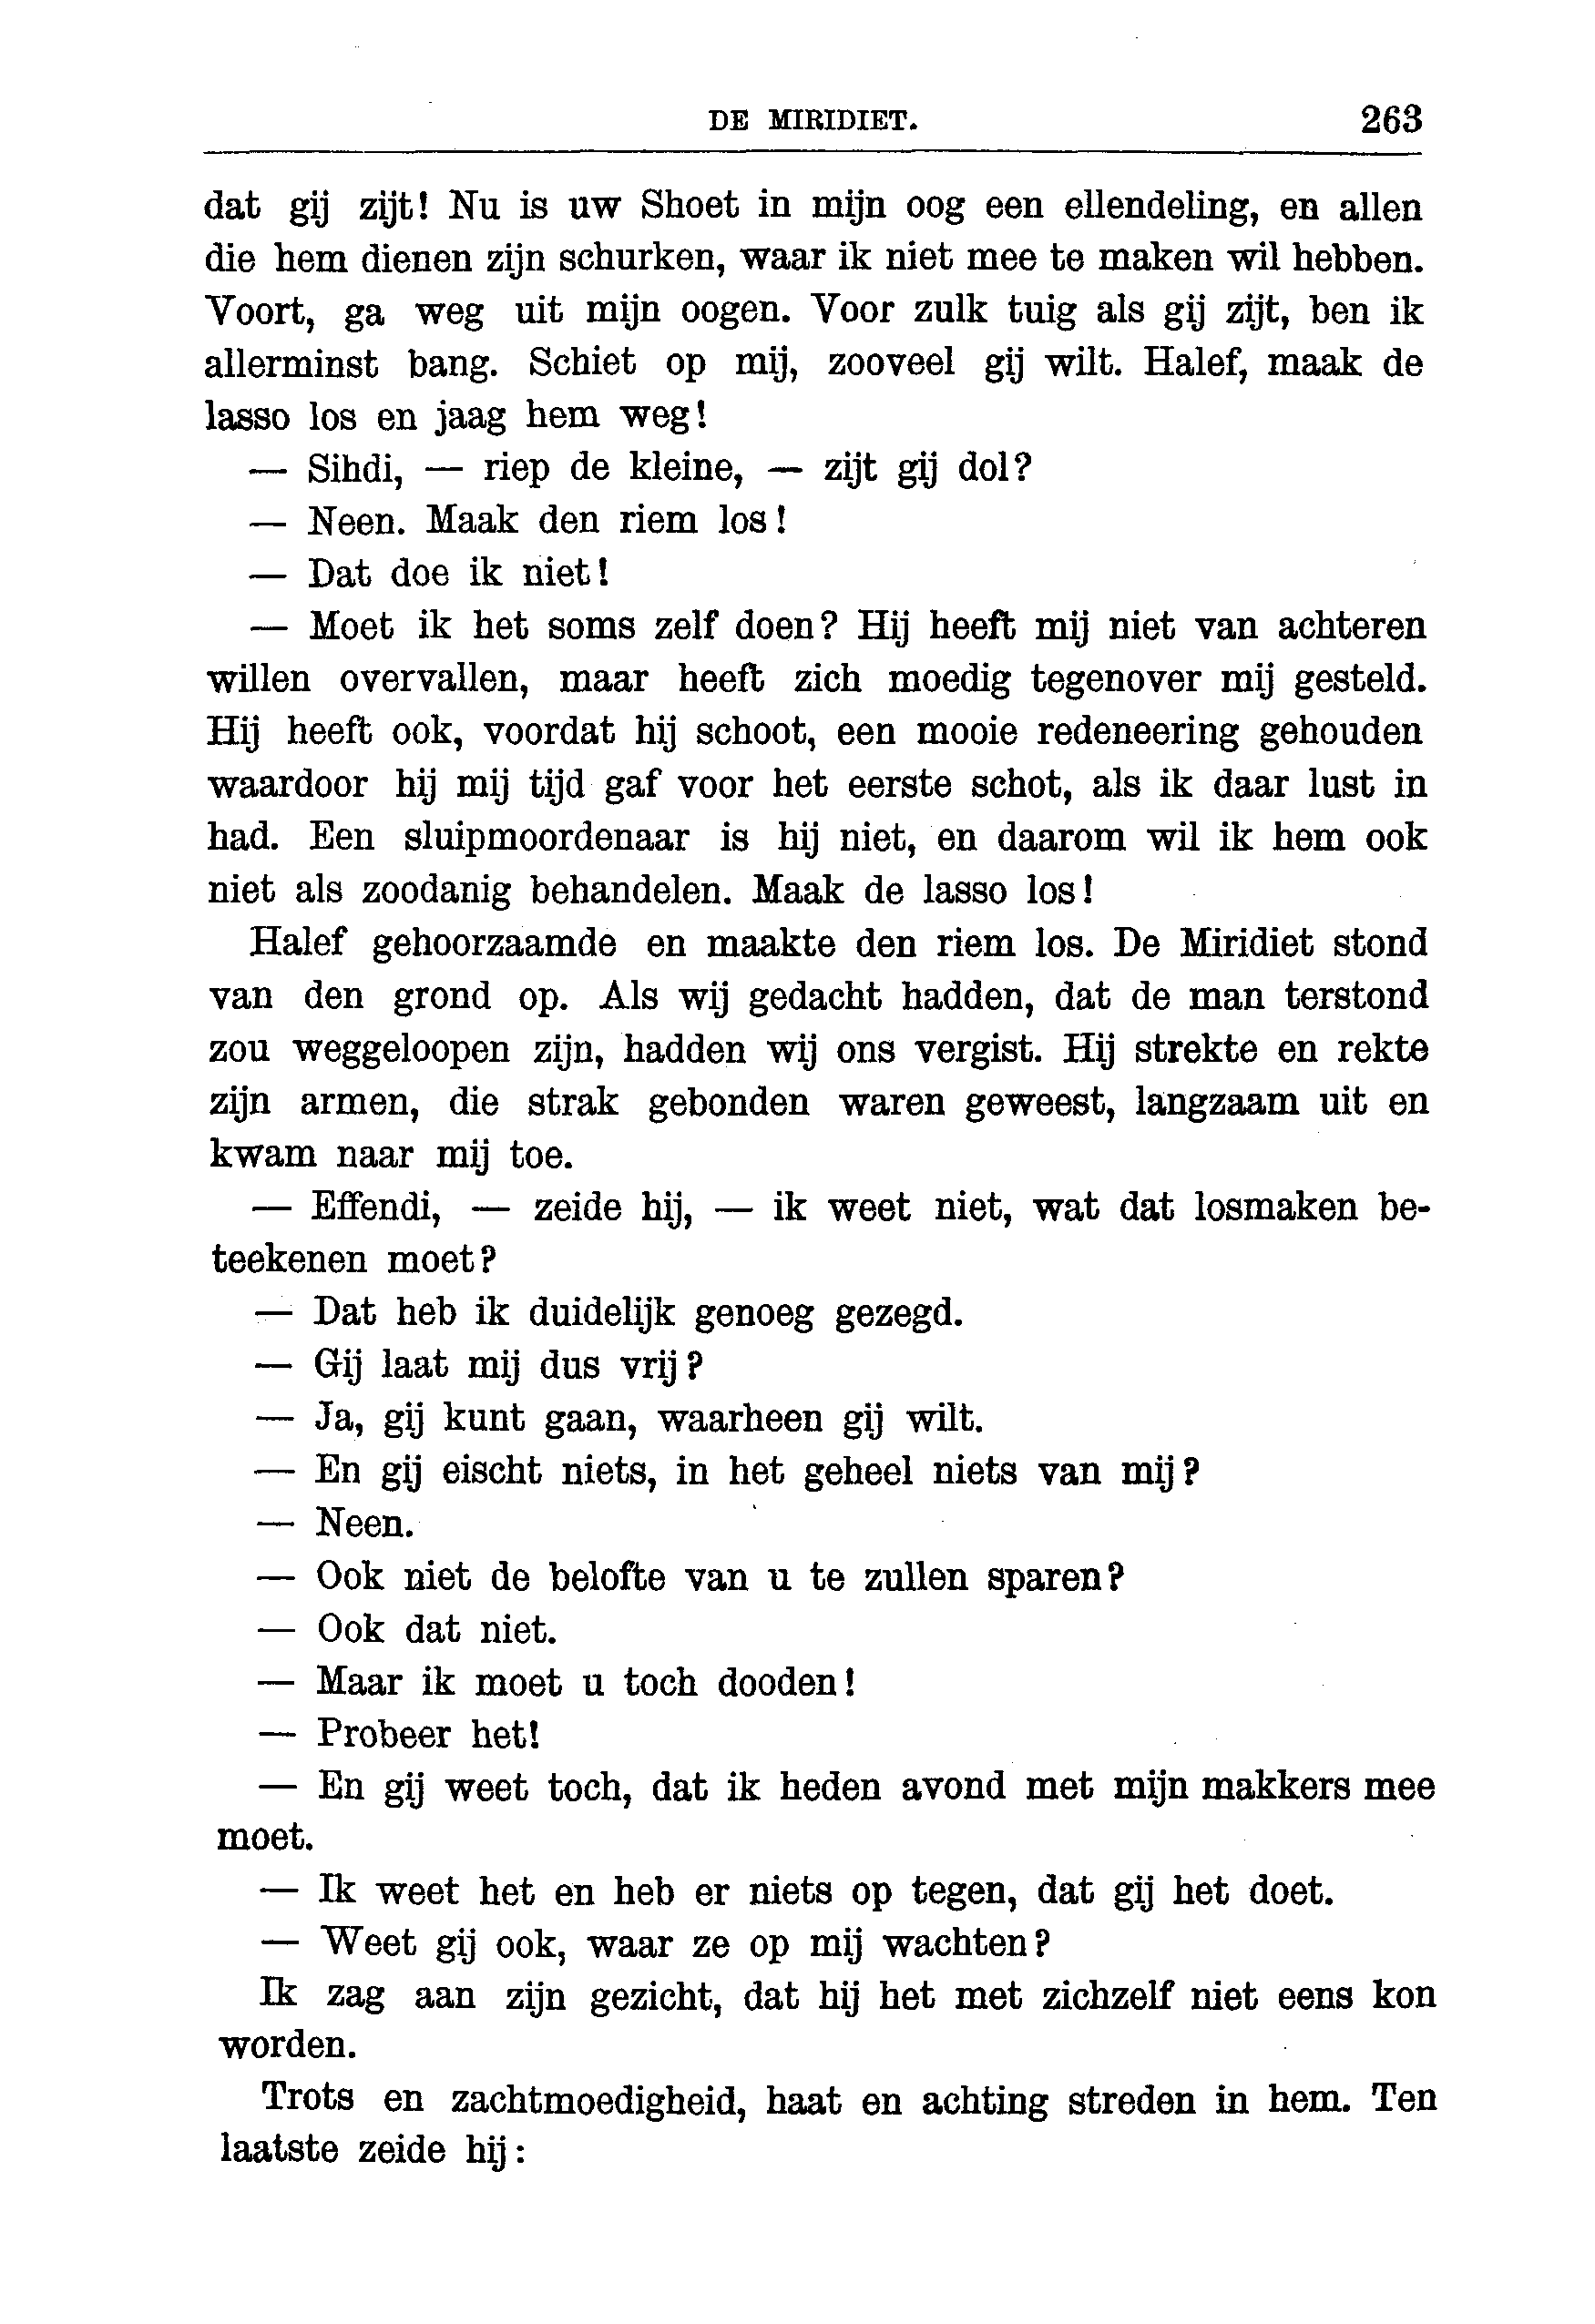 DE MIRIDIET. 263
dat gij zijt! Nu is uw Shoet in mijn oog een ellendeling, en allen
die hem dienen zijn schurken, waar ik niet mee te maken wil hebben.
Voort, ga weg uit mijn oogen. Voor zulk tuig als gij zijt, ben ik
allerminst bang. Schiet op mij, zooveel gij wilt. Halef, maak de
lasso los en jaag hem weg!
— Sihdi, — riep de kleine, — zijt gij dol?
— Neen. Maak den riem los!
— Dat doe ik niet!
— Moet ik het soms zelf doen? Hij heeft mij niet van achteren
willen overvallen, maar heeft zich moedig tegenover mij gesteld.
Hij heeft ook, voordat hij schoot, een mooie redeneering gehouden
waardoor hij mij tijd gaf voor het eerste schot, als ik daar lust in
had. Een sluipmoordenaar is hij niet, en daarom wil ik hem ook
niet als zoodanig behandelen. Maak de lasso los!
Halef gehoorzaamde en maakte den riem los. De Miridiet stond
van den grond op. Als wij gedacht hadden, dat de man terstond
zou weggeloopen zijn, hadden wij ons vergist. Hij strekte en rekte
zijn armen, die strak gebonden waren geweest, langzaam uit en
kwam naar mij toe.
— Effendi, — zeide hij, — ik weet niet, wat dat losmaken be-
teekenen moet?
— Dat heb ik duidelijk genoeg gezegd.
— Gij laat mij dus vrij?
— Ja, gij kunt gaan, waarheen gij wilt.
— En gij eischt niets, in het geheel niets van mij?
— Neen.
— Ook niet de belofte van u te zullen sparen?
— Ook dat niet.
— Maar ik moet u toch dooden!
— Probeer het!
— En gij weet toch, dat ik heden avond met mijn makkers mee
moet.
— Ik weet het en heb er niets op tegen, dat gij het doet.
— Weet gij ook, waar ze op mij wachten?
Ik zag aan zijn gezicht, dat hij het met zichzelf niet eens kon
worden.
Trots en zachtmoedigheid, haat en achting streden in hem. Ten
laatste zeide hij: